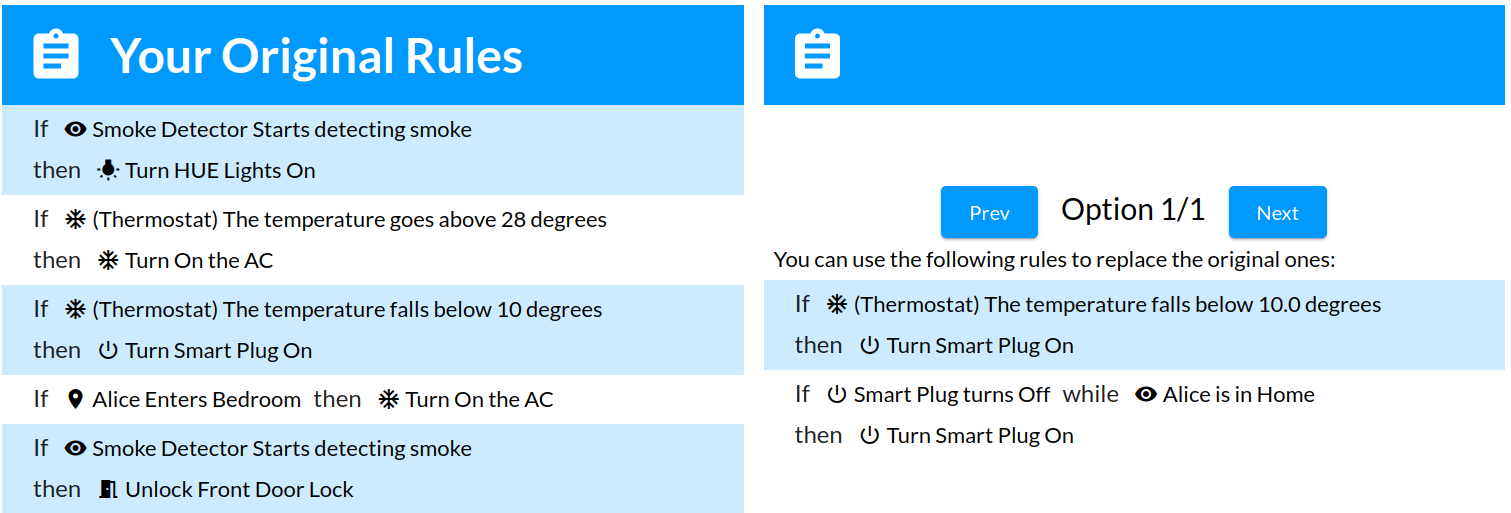 Your Original Rules
If Smoke Detector Starts detecting smoke
then Turn HUE Lights On
If (Thermostat) The temperature goes above 28 degrees
then Turn On the AC
If (Thermostat) The temperature falls below 10 degrees
then Turn Smart Plug On
If Alice Enters Bedroom then Turn On the AC
If Smoke Detector Starts detecting smoke
then Unlock Front Door Lock
Prev Option 1/1 Next
You can use the following rules to replace the original ones:
If (Thermostat) The temperature falls below 10.0 degrees
then Turn Smart Plug On
If Smart Plug turns Off while Alice is in Home
then Turn Smart Plug On